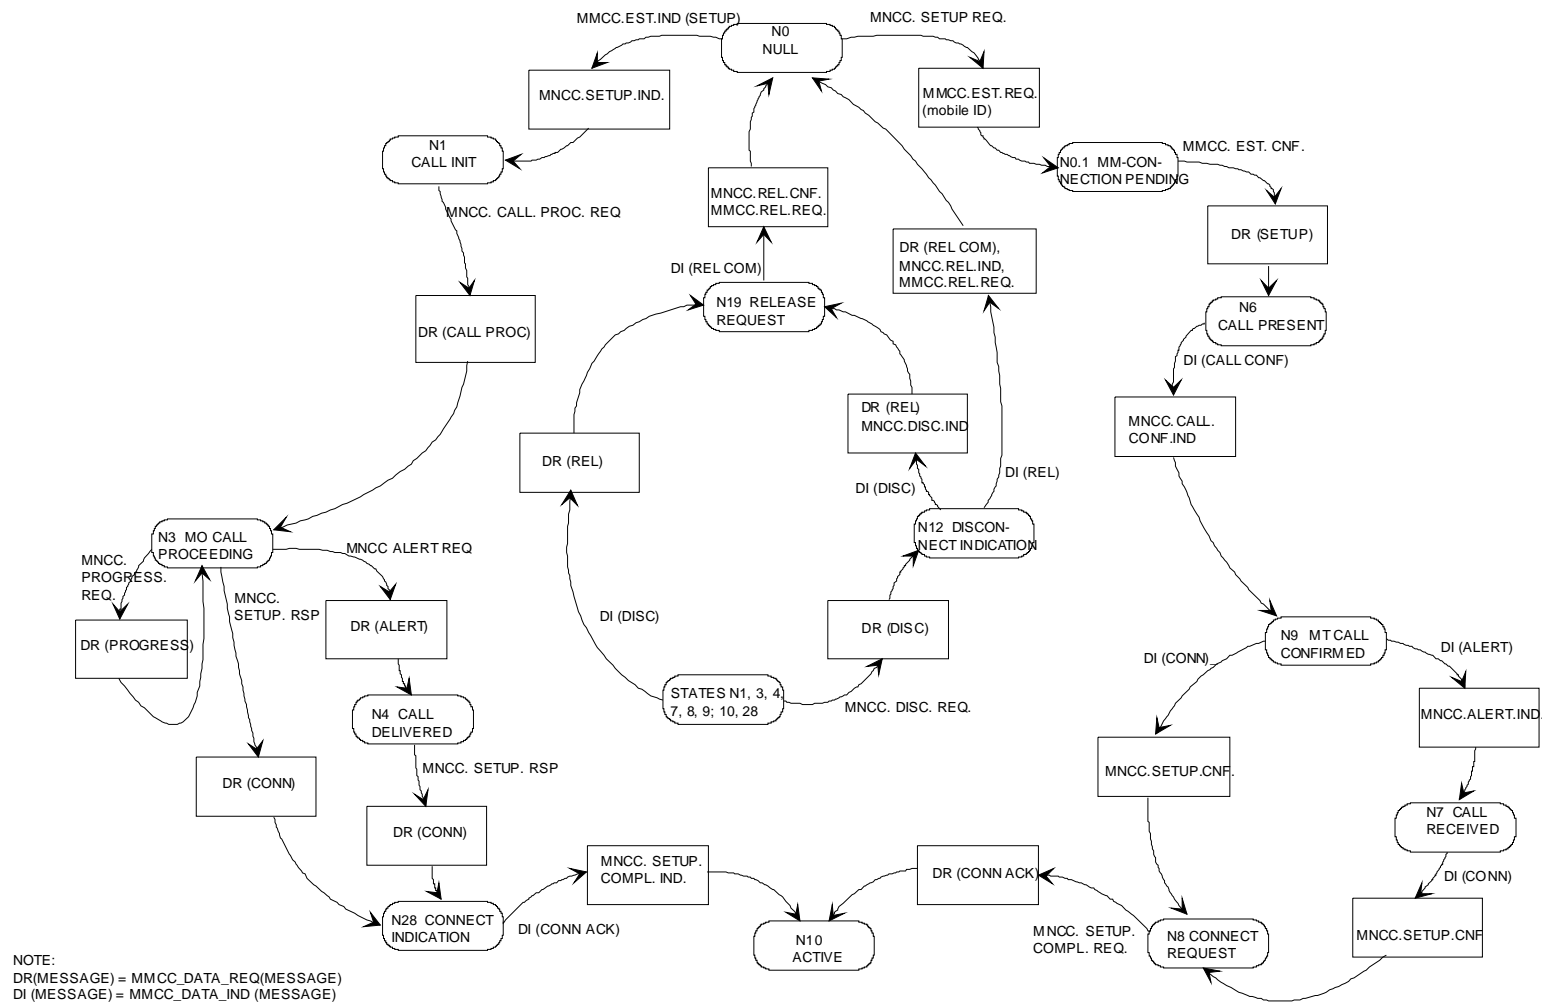 MMCC.EST.IND (SETUP)
N0
NULL
MNCC. SETUP REQ.
MNCC.SETUP.IND.
MMCC.EST.REQ.
(mobile ID)
N1
CALL INIT
N0.1 MM-CON-
NECTION PENDING
MMCC. EST. CNF.
MNCC. CALL. PROC. REQ
MNCC.REL.CNF.
MMCC.REL.REQ.
DR (SETUP)
DR (REL COM),
MNCC.REL.IND,
MMCC.REL.REQ.
DI (REL COM)
N19 RELEASE
REQUEST
N6
CALL PRESENT
DR (CALL PROC)
DI (CALL CONF)
DR (REL)
MNCC.DISC.IND
MNCC. CALL.
CONF.IND
DR (REL)
DI (DISC)
DI (REL)
N3 MO CALL
PROCEEDING
MNCC ALERT REQ
N12 DISCON-
NECT INDICATION
MNCC.
PROGRESS.
REQ.
MNCC.
SETUP. RSP
DR (PROGRESS)
DR (ALERT)
DI (DISC)
DR (DISC)
N9 MT CALL
CONFIRMED
DI (CONN)
DI (ALERT)
STATES N1, 3, 4,
7, 8, 9; 10, 28
MNCC. DISC. REQ.
N4 CALL
DELIVERED
MNCC.ALERT.IND.
MNCC. SETUP. RSP
DR (CONN)
MNCC.SETUP.CNF.
N7 CALL
RECEIVED
DR (CONN)
MNCC. SETUP.
COMPL. IND.
DR (CONN ACK)
DI (CONN)
N28 CONNECT
INDICATION
DI (CONN ACK)
N10
ACTIVE
MNCC. SETUP.
COMPL. REQ.
N8 CONNECT
REQUEST
MNCC.SETUP.CNF
NOTE:
DR(MESSAGE) = MMCC_DATA_REQ(MESSAGE)
DI (MESSAGE) = MMCC_DATA_IND (MESSAGE)